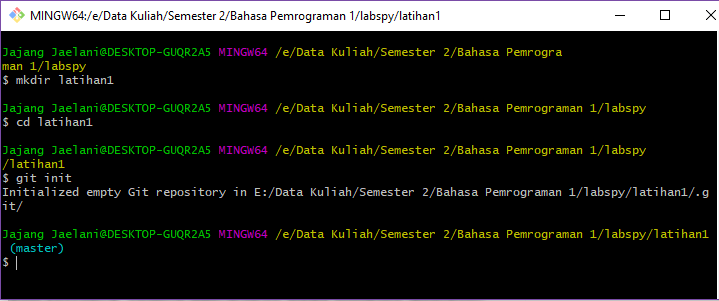 MINGW64:/e/Data Kuliah/Semester 2/Bahasa Pemrograman 1/labspy/latihan1
Jajang Jaelani@DESKTOP-GUQR2A5 MINGW64 /e/Data Kuliah/Semester 2/Bahasa Pemrogra
man 1/labspy
$ mkdir latihan1
Jajang Jaelani@DESKTOP-GUQR2A5 MINGW64 /e/Data Kuliah/Semester 2/Bahasa Pemrograman 1/labspy
$ cd latihan1
Jajang Jaelani@DESKTOP-GUQR2A5 MINGW64 /e/Data Kuliah/Semester 2/Bahasa Pemrograman 1/labspy
/latihan1
$ git init
Initialized empty Git repository in E:/Data Kuliah/Semester 2/Bahasa Pemrograman 1/labspy/latihan1/.g
it/
Jajang Jaelani@DESKTOP-GUQR2A5 MINGW64 /e/Data Kuliah/Semester 2/Bahasa Pemrograman 1/labspy/latihan1
(master)
$